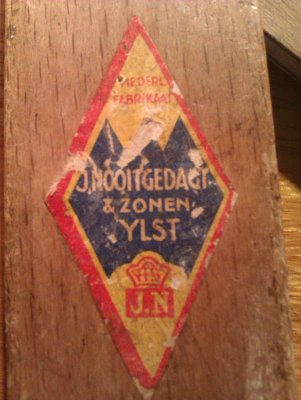 NEDERL.
FABRIKAAT
J.NOOITGEDAGT
& ZONEN
YLST
J.N